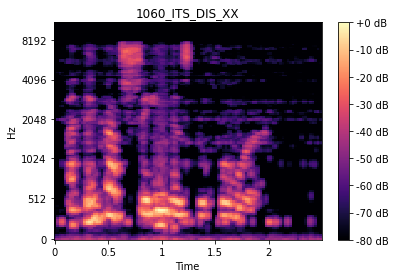 1060_ITS_DIS_XX
Hz
8192
4096
2048
1024
512
0
0
0.5
1
1.5
2
Time
+0 dB
-10 dB
-20 dB
-30 dB
-40 dB
-50 dB
-60 dB
-70 dB
-80 dB